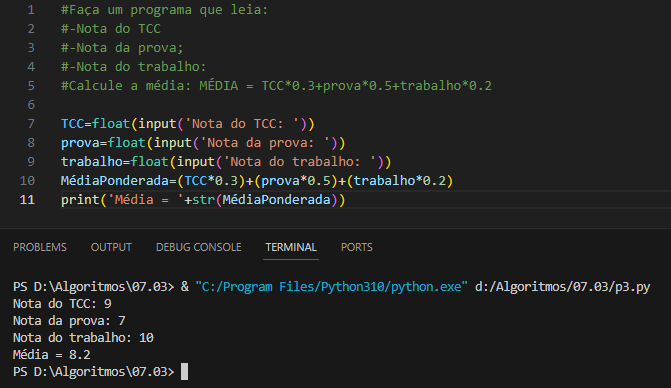 1 #Faça um programa que leia:
2 #-Nota do TCC
3 #-Nota da prova;
4 #-Nota do trabalho:
5 #Calcule a média: MÉDIA = TCC*0.3+prova*0.5+trabalho*0.2
6
7 TCC=float(input('Nota do TCC: '))
8 prova=float(input('Nota da prova: '))
9 trabalho=float(input('Nota do trabalho: '))
10 MédiaPonderada=(TCC*0.3)+(prova*0.5)+(trabalho*0.2)
11 print('Média = '+str(MédiaPonderada))
PROBLEMS OUTPUT DEBUG CONSOLE TERMINAL PORTS
PS D:\Algoritmos\07.03> & "C:/Program Files/Python310/python.exe" d:/Algoritmos/07.03/p3.py
Nota do TCC: 9
Nota da prova: 7
Nota do trabalho: 10
Média = 8.2
PS D:\Algoritmos\07.03>